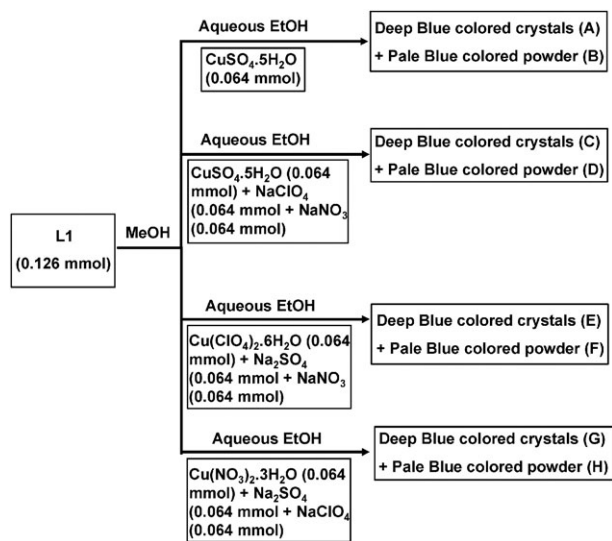 Aqueous EtOH
CuSO4.5H2O
(0.064 mmol)
Deep Blue colored crystals (A)
+ Pale Blue colored powder (B)
Aqueous EtOH
CuSO4.5H2O (0.064
mmol) + NaClO4
(0.064 mmol + NaNO3
(0.064 mmol)
Deep Blue colored crystals (C)
+ Pale Blue colored powder (D)
L1
(0.126 mmol)
MeOH
Aqueous EtOH
Cu(ClO4)2.6H2O (0.064
mmol) + Na2SO4
(0.064 mmol + NaNO3
(0.064 mmol)
Deep Blue colored crystals (E)
+ Pale Blue colored powder (F)
Aqueous EtOH
Cu(NO3)2.3H2O (0.064
mmol) + Na2SO4
(0.064 mmol + NaClO4
(0.064 mmol)
Deep Blue colored crystals (G)
+ Pale Blue colored powder (H)